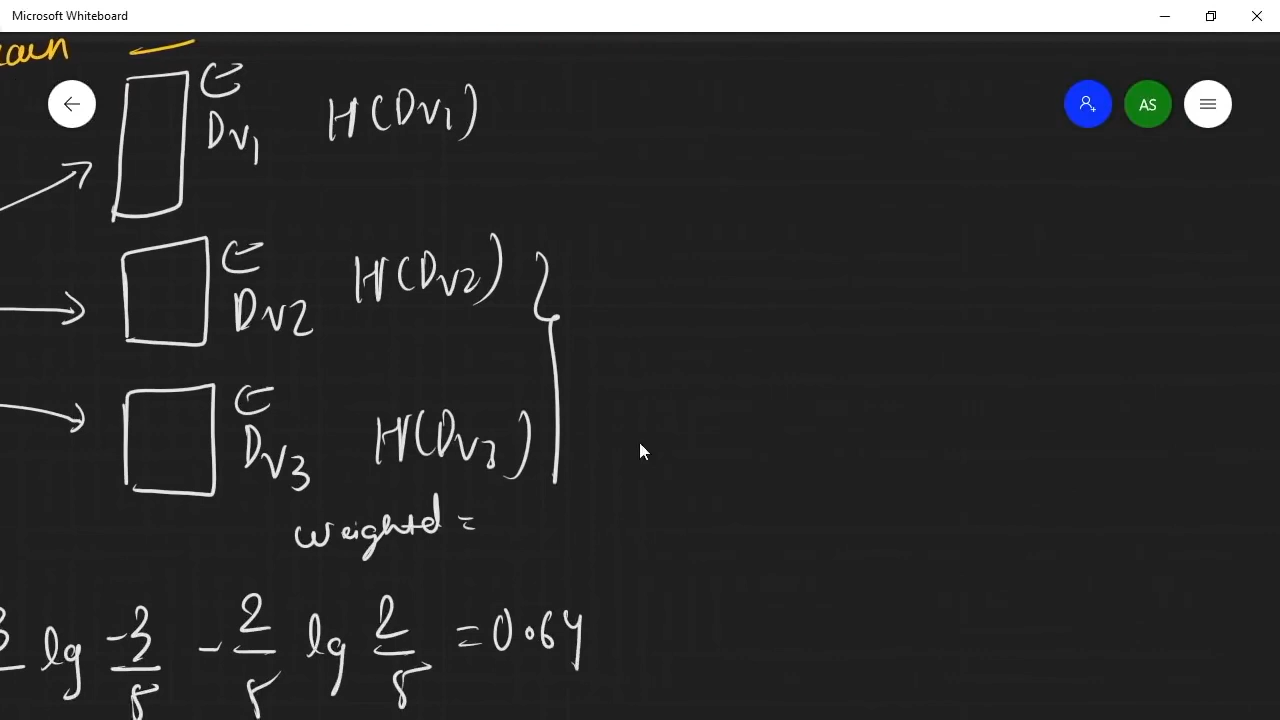 Microsoft Whiteboard
AS
E
Dv1 H(Dv1)
E
Dv2 H(Dv2)
E
Dv3 H(Dv3)
weighted =
3 lg -3/5 - 2/5 lg 2/5 = 0.64